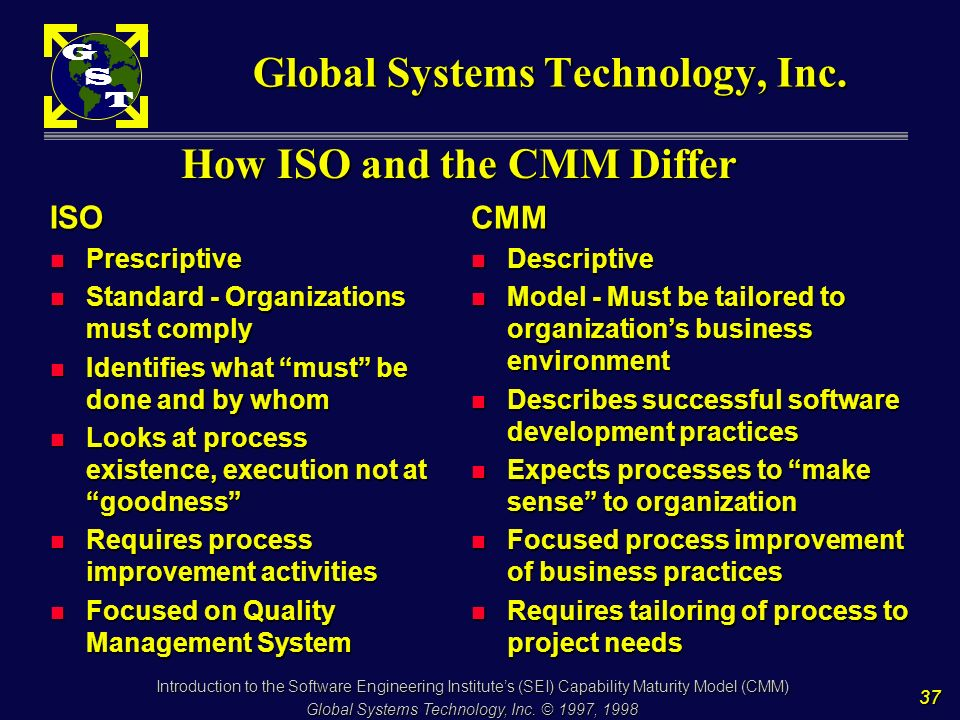 G
S
T
Global Systems Technology, Inc.
How ISO and the CMM Differ
ISO
Prescriptive
Standard - Organizations
must comply
Identifies what “must” be
done and by whom
Looks at process
existence, execution not at
“goodness”
Requires process
improvement activities
Focused on Quality
Management System
CMM
Descriptive
Model - Must be tailored to
organization’s business
environment
Describes successful software
development practices
Expects processes to “make
sense” to organization
Focused process improvement
of business practices
Requires tailoring of process to
project needs
Introduction to the Software Engineering Institute’s (SEI) Capability Maturity Model (CMM)
Global Systems Technology, Inc. © 1997, 1998
37